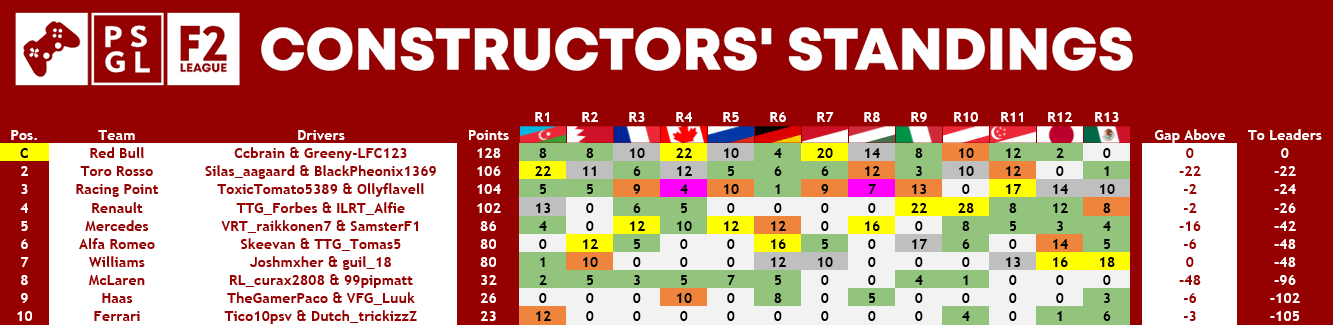 PS
GL
F2
LEAGUE
CONSTRUCTORS' STANDINGS
R1 R2 R3 R4 R5 R6 R7 R8 R9 R10 R11 R12 R13
Pos. Team Drivers Points Gap Above To Leaders
C Red Bull Ccbrain & Greeny-LFC123 128 8 8 10 22 10 4 20 14 8 10 12 2 0 0 0
2 Toro Rosso Silas_aagaard & BlackPheonix1369 106 22 11 6 12 5 6 6 12 3 10 12 0 1 -22 -22
3 Racing Point ToxicTomato5389 & Ollyflavell 104 5 5 9 4 10 1 9 7 13 0 17 14 10 -2 -24
4 Renault TTG_Forbes & ILRT_Alfie 102 13 0 6 5 0 0 0 0 22 28 8 12 8 -2 -26
5 Mercedes VRT_raikkonen7 & SamsterF1 86 4 0 12 10 12 12 0 16 0 8 5 3 4 -16 -42
6 Alfa Romeo Skeevan & TTG_Tomas5 80 0 12 5 0 0 16 5 0 17 6 0 14 5 -6 -48
7 Williams Joshmxher & guil_18 80 1 10 0 0 0 12 10 0 0 0 13 16 18 0 -48
8 McLaren RL_curax2808 & 99pipmatt 32 2 5 3 5 7 5 0 0 4 1 0 0 0 -48 -96
9 Haas TheGamerPaco & VFG_Luuk 26 0 0 0 10 0 8 0 5 0 0 0 0 3 -6 -102
10 Ferrari Tico10psv & Dutch_trickizzZ 23 12 0 0 0 0 0 0 0 0 4 0 1 6 -3 -105